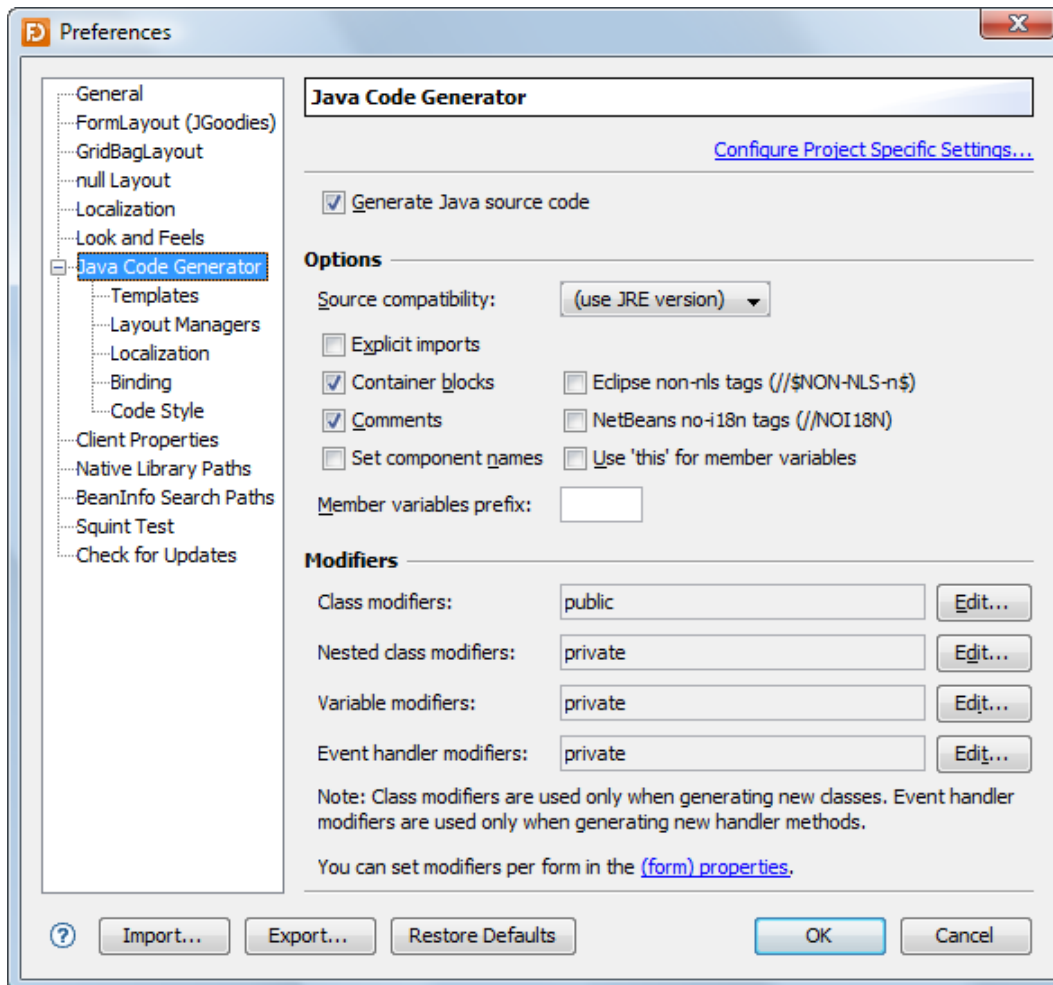 Preferences
General
FormLayout (JGoodies)
GridBagLayout
null Layout
Localization
Look and Feels
Java Code Generator
Templates
Layout Managers
Localization
Binding
Code Style
Client Properties
Native Library Paths
BeanInfo Search Paths
Squint Test
Check for Updates
Java Code Generator
Configure Project Specific Settings...
Generate Java source code
Options
Source compatibility: (use JRE version)
Explicit imports
Container blocks Eclipse non-nls tags (//$NON-NLS-n$)
Comments NetBeans no-i18n tags (//NOI18N)
Set component names Use 'this' for member variables
Member variables prefix:
Modifiers
Class modifiers: public Edit...
Nested class modifiers: private Edit...
Variable modifiers: private Edit...
Event handler modifiers: private Edit...
Note: Class modifiers are used only when generating new classes. Event handler
modifiers are used only when generating new handler methods.
You can set modifiers per form in the (form) properties.
? Import... Export... Restore Defaults OK Cancel